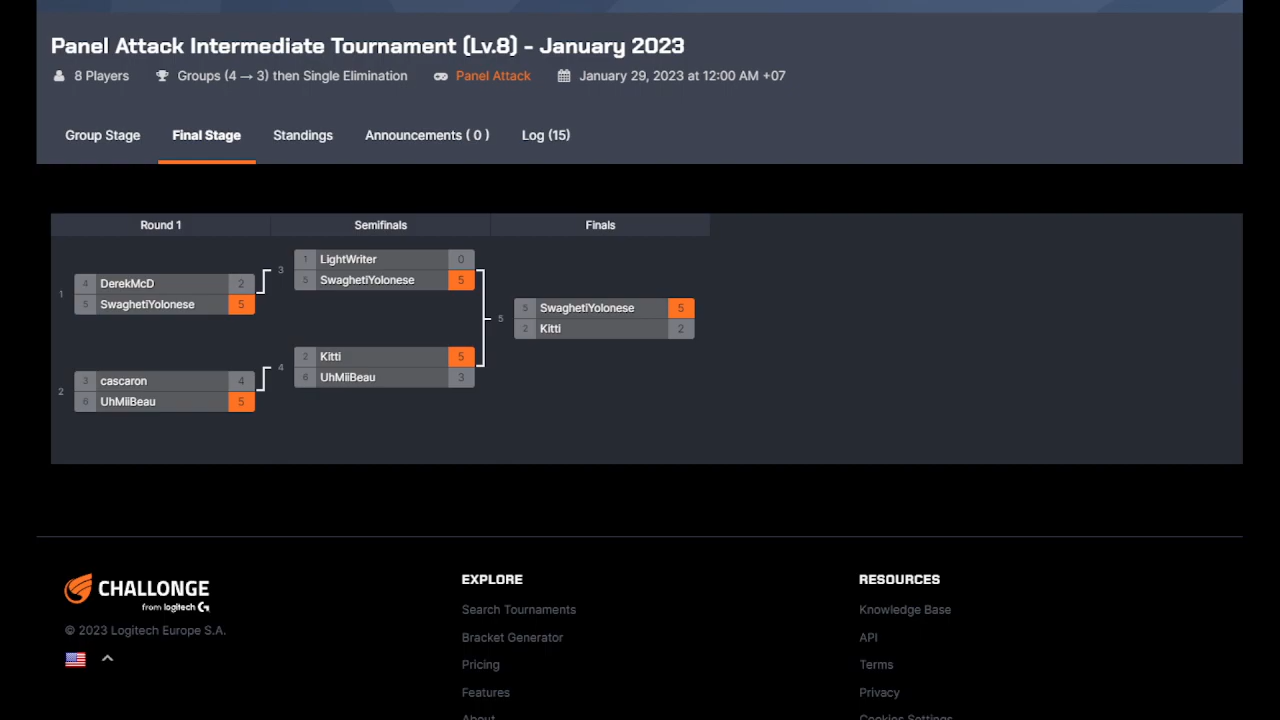 Panel Attack Intermediate Tournament (Lv.8) - January 2023
8 Players Groups (4 → 3) then Single Elimination Panel Attack January 29, 2023 at 12:00 AM +07
Group Stage Final Stage Standings Announcements ( 0 ) Log (15)
Round 1 Semifinals Finals
1
4 DerekMcD 2
5 SwaghetiYolonese 5
2
3 cascaron 4
6 UhMiiBeau 5
3
1 LightWriter 0
5 SwaghetiYolonese 5
4
2 Kitti 5
6 UhMiiBeau 3
5
5 SwaghetiYolonese 5
2 Kitti 2
CHALLONGE
from logitech G
© 2023 Logitech Europe S.A.
EXPLORE
Search Tournaments
Bracket Generator
Pricing
Features
About
RESOURCES
Knowledge Base
API
Terms
Privacy
Cookies Settings